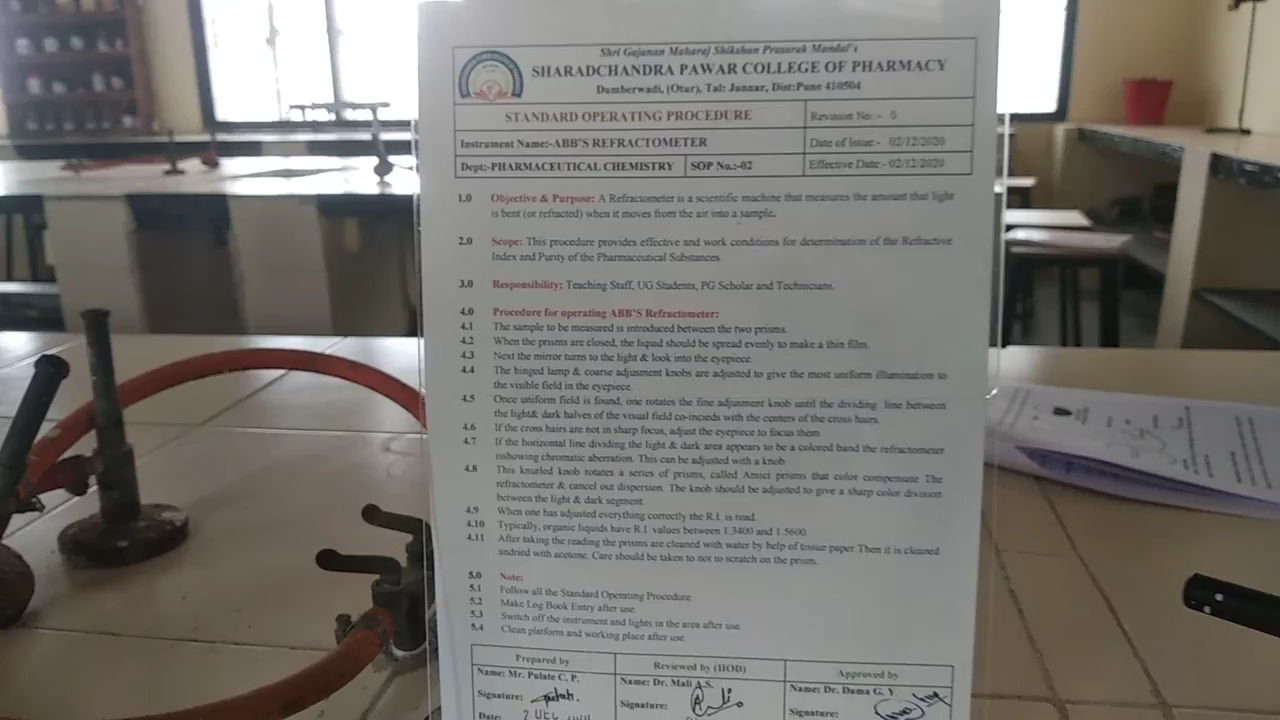 Shri Gajanan Maharaj Shikshan Prasarak Mandal's
SHARADCHANDRA PAWAR COLLEGE OF PHARMACY
Dumberwadi, (Otur), Tal: Junnar, Dist:Pune 410504
STANDARD OPERATING PROCEDURE
Revision No.:- 0
Instrument Name:-ABB'S REFRACTOMETER
Date of Issue:- 02/12/2020
Dept:-PHARMACEUTICAL CHEMISTRY
SOP No.:-02
Effective Date:- 02/12/2020
1.0 Objective & Purpose: A Refractometer is a scientific machine that measures the amount that light
is bent (or refracted) when it moves from the air into a sample.
2.0 Scope: This procedure provides effective and work conditions for determination of the Refractive
Index and Purity of the Pharmaceutical Substances.
3.0 Responsibility: Teaching Staff, UG Students, PG Scholar and Technicians.
4.0 Procedure for operating ABB'S Refractometer:
4.1 The sample to be measured is introduced between the two prisms.
4.2 When the prisms are closed, the liquid should be spread evenly to make a thin film.
4.3 Next the mirror turns to the light & look into the eyepiece.
4.4 The hinged lamp & coarse adjusment knobs are adjusted to give the most uniform illumination to
the visible field in the eyepiece.
4.5 Once uniform field is found, one rotates the fine adjusment knob until the dividing line between
the light& dark halves of the visual field co-incieds with the centers of the cross hairs.
4.6 If the cross hairs are not in sharp focus, adjust the eyepiece to focus them
4.7 If the horizontal line dividing the light & dark area appears to be a colored band the refractometer
isshowing chromatic aberration. This can be adjusted with a knob
4.8 This knurled knob rotates a series of prisms, called Amici prisms that color compensate The
refractometer & cancel out dispersion. The knob should be adjusted to give a sharp color division
between the light & dark segment.
4.9 When one has adjusted everything correctly the R.I. is read.
4.10 Typically, organic liquids have R.I. values between 1.3400 and 1.5600.
4.11 After taking the reading the prisms are cleaned with water by help of tissue paper.Then it is cleaned
andried with acetone. Care should be taken to not to scratch on the prism.
5.0 Note:
5.1 Follow all the Standard Operating Procedure.
5.2 Make Log Book Entry after use.
5.3 Switch off the instrument and lights in the area after use.
5.4 Clean platform and working place after use.
Prepared by
Reviewed by (HOD)
Approved by
Name: Mr. Pulate C. P.
Name: Dr. Mali A.S.
Name: Dr. Dama G. Y
Signature:
Signature:
Signature:
Date: